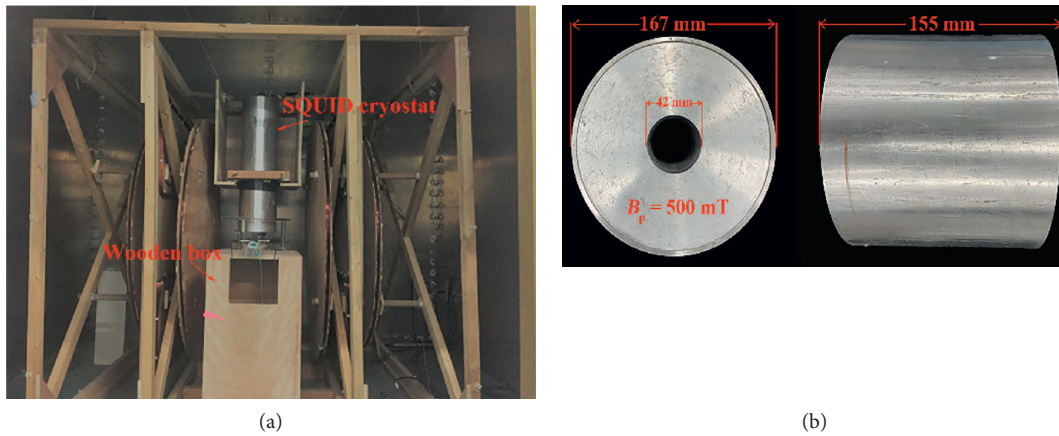 SQUID cryostat
Wooden box
167 mm
155 mm
42 mm
Bp = 500 mT
(a)
(b)